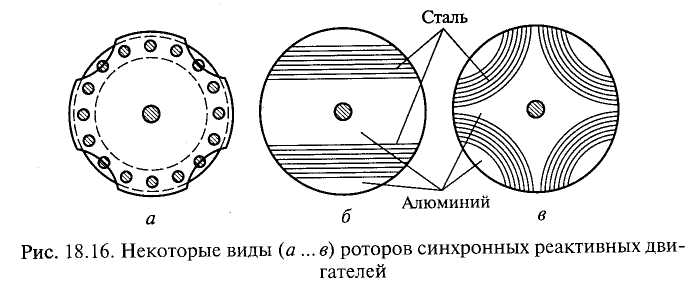 Сталь
Алюминий
а
б
в
Рис. 18.16. Некоторые виды (а ... в) роторов синхронных реактивных дви-
гателей